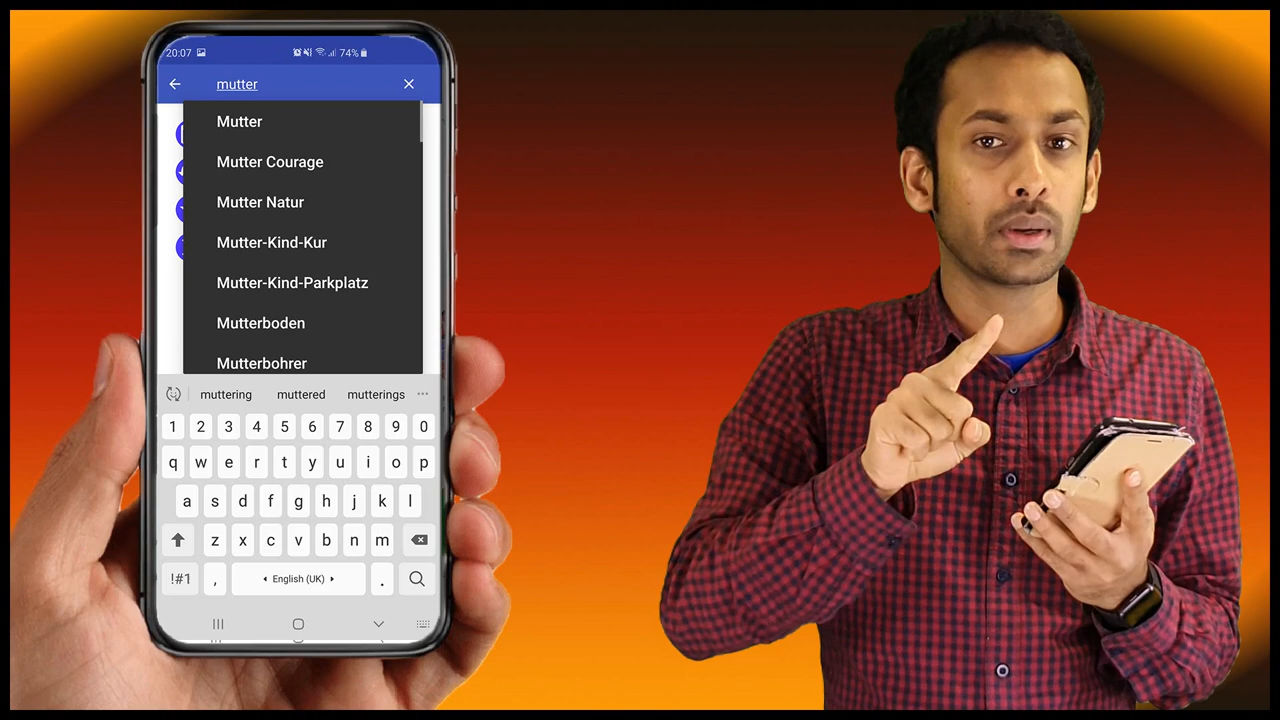 20:07 74%
mutter
Mutter
Mutter Courage
Mutter Natur
Mutter-Kind-Kur
Mutter-Kind-Parkplatz
Mutterboden
Mutterbohrer
muttering muttered mutterings
1 2 3 4 5 6 7 8 9 0
q w e r t y u i o p
a s d f g h j k l
z x c v b n m
!#1 , English (UK) .